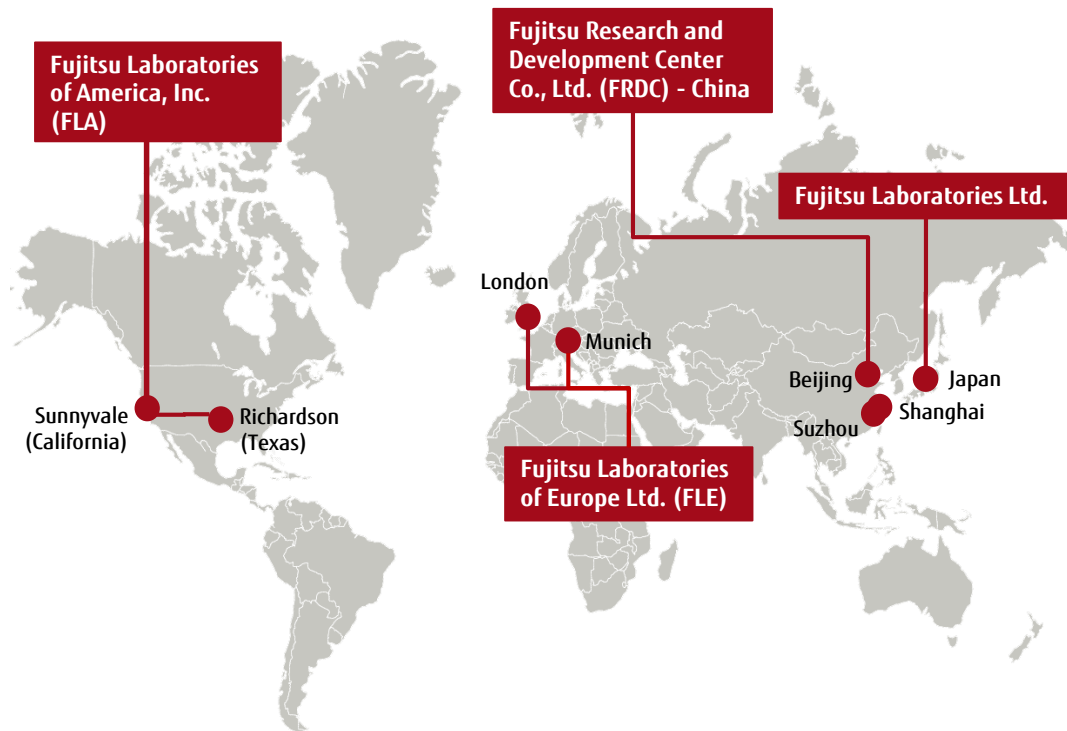 Fujitsu Laboratories
of America, Inc.
(FLA)
Fujitsu Research and
Development Center
Co., Ltd. (FRDC) - China
Fujitsu Laboratories Ltd.
London
Munich
Beijing
Japan
Shanghai
Suzhou
Sunnyvale
(California)
Richardson
(Texas)
Fujitsu Laboratories
of Europe Ltd. (FLE)